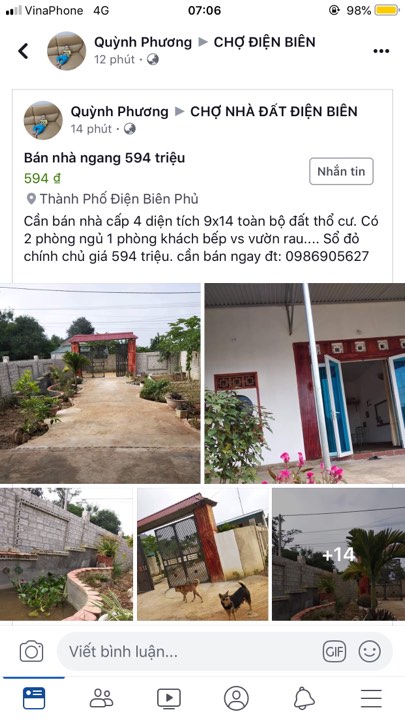 VinaPhone 4G 07:06 98%
Quỳnh Phương ▶ CHỢ ĐIỆN BIÊN
12 phút ·
Quỳnh Phương ▶ CHỢ NHÀ ĐẤT ĐIỆN BIÊN
14 phút ·
Bán nhà ngang 594 triệu
Nhắn tin
594 ₫
Thành Phố Điện Biên Phủ
Cần bán nhà cấp 4 diện tích 9x14 toàn bộ đất thổ cư. Có
2 phòng ngủ 1 phòng khách bếp vs vườn rau.... Sổ đỏ
chính chủ giá 594 triệu. cần bán ngay đt: 0986905627
+14
Viết bình luận...
GIF